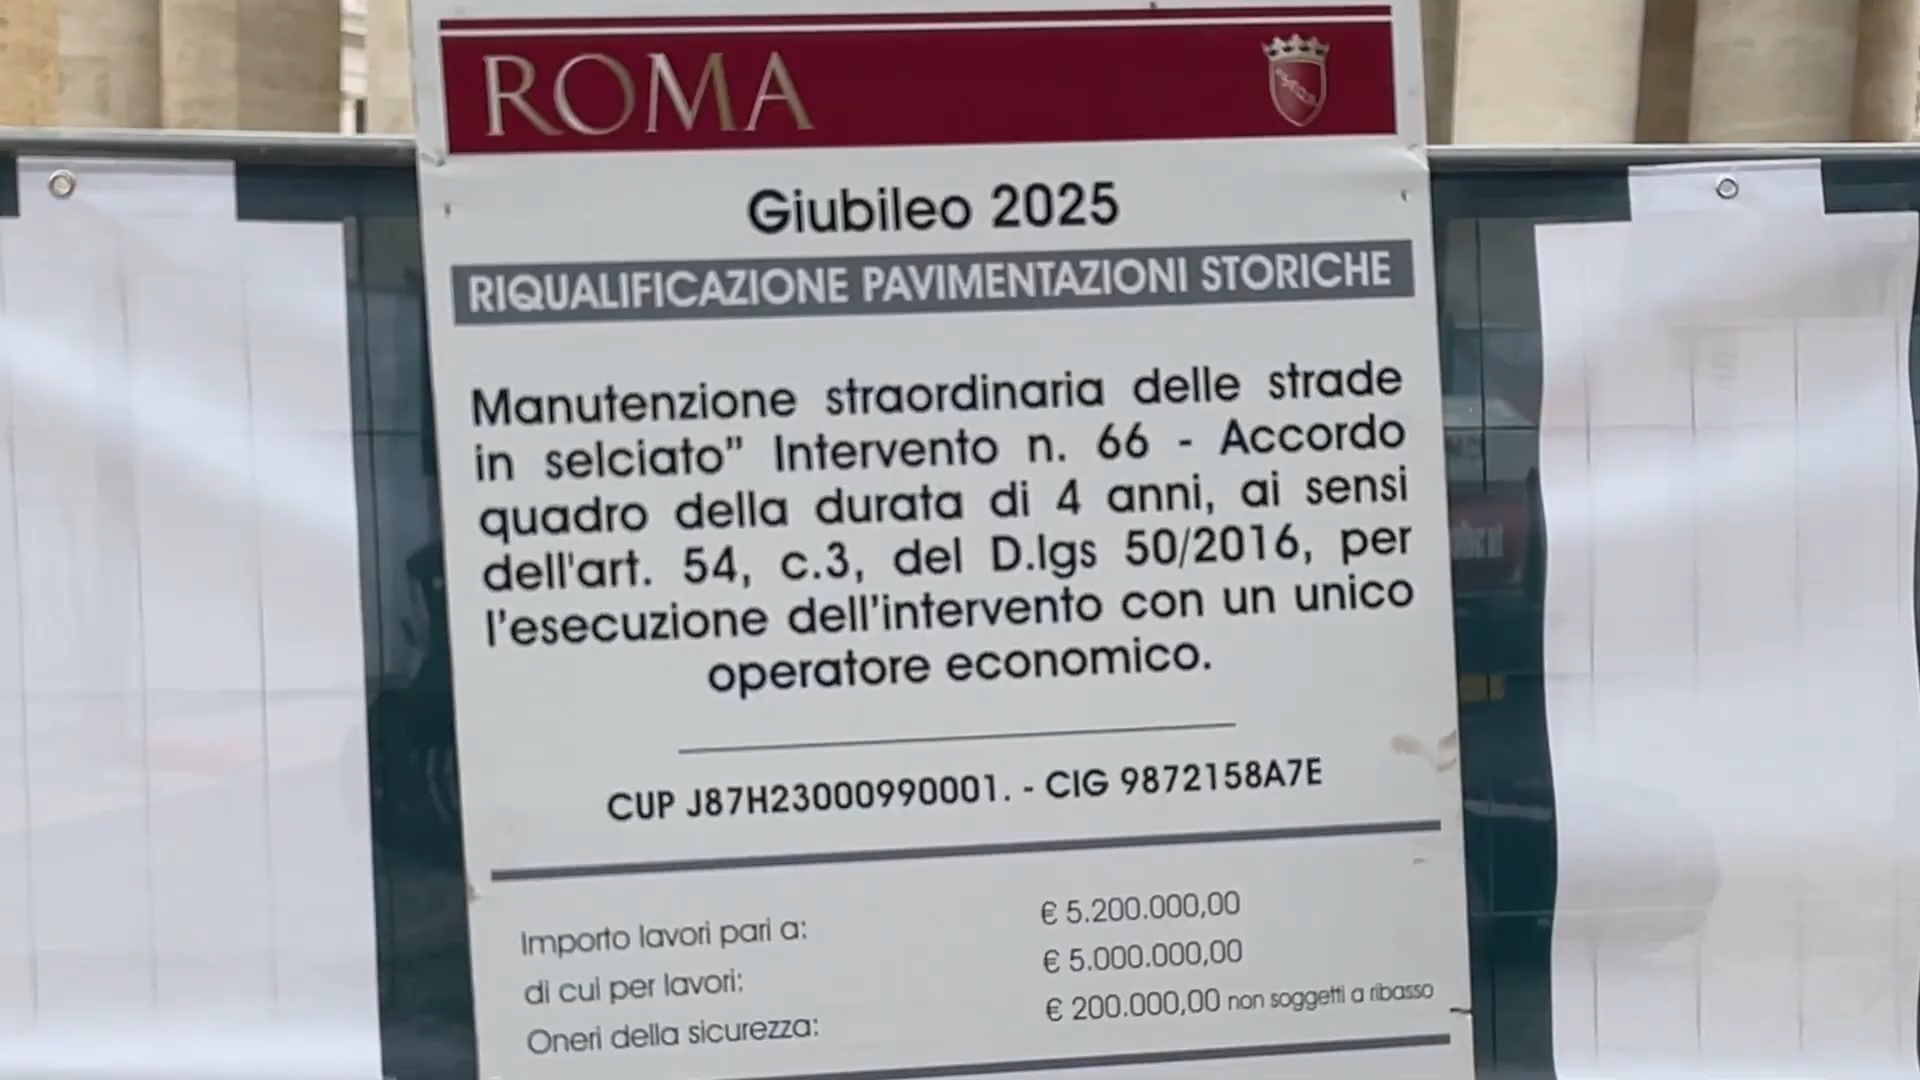 ROMA
Giubileo 2025
RIQUALIFICAZIONE PAVIMENTAZIONI STORICHE
Manutenzione straordinaria delle strade
in selciato" Intervento n. 66 - Accordo
quadro della durata di 4 anni, ai sensi
dell'art. 54, c.3, del D.lgs 50/2016, per
l'esecuzione dell'intervento con un unico
operatore economico.
CUP J87H23000990001. - CIG 9872158A7E
Importo lavori pari a: € 5.200.000,00
di cui per lavori: € 5.000.000,00
Oneri della sicurezza: € 200.000,00 non soggetti a ribasso